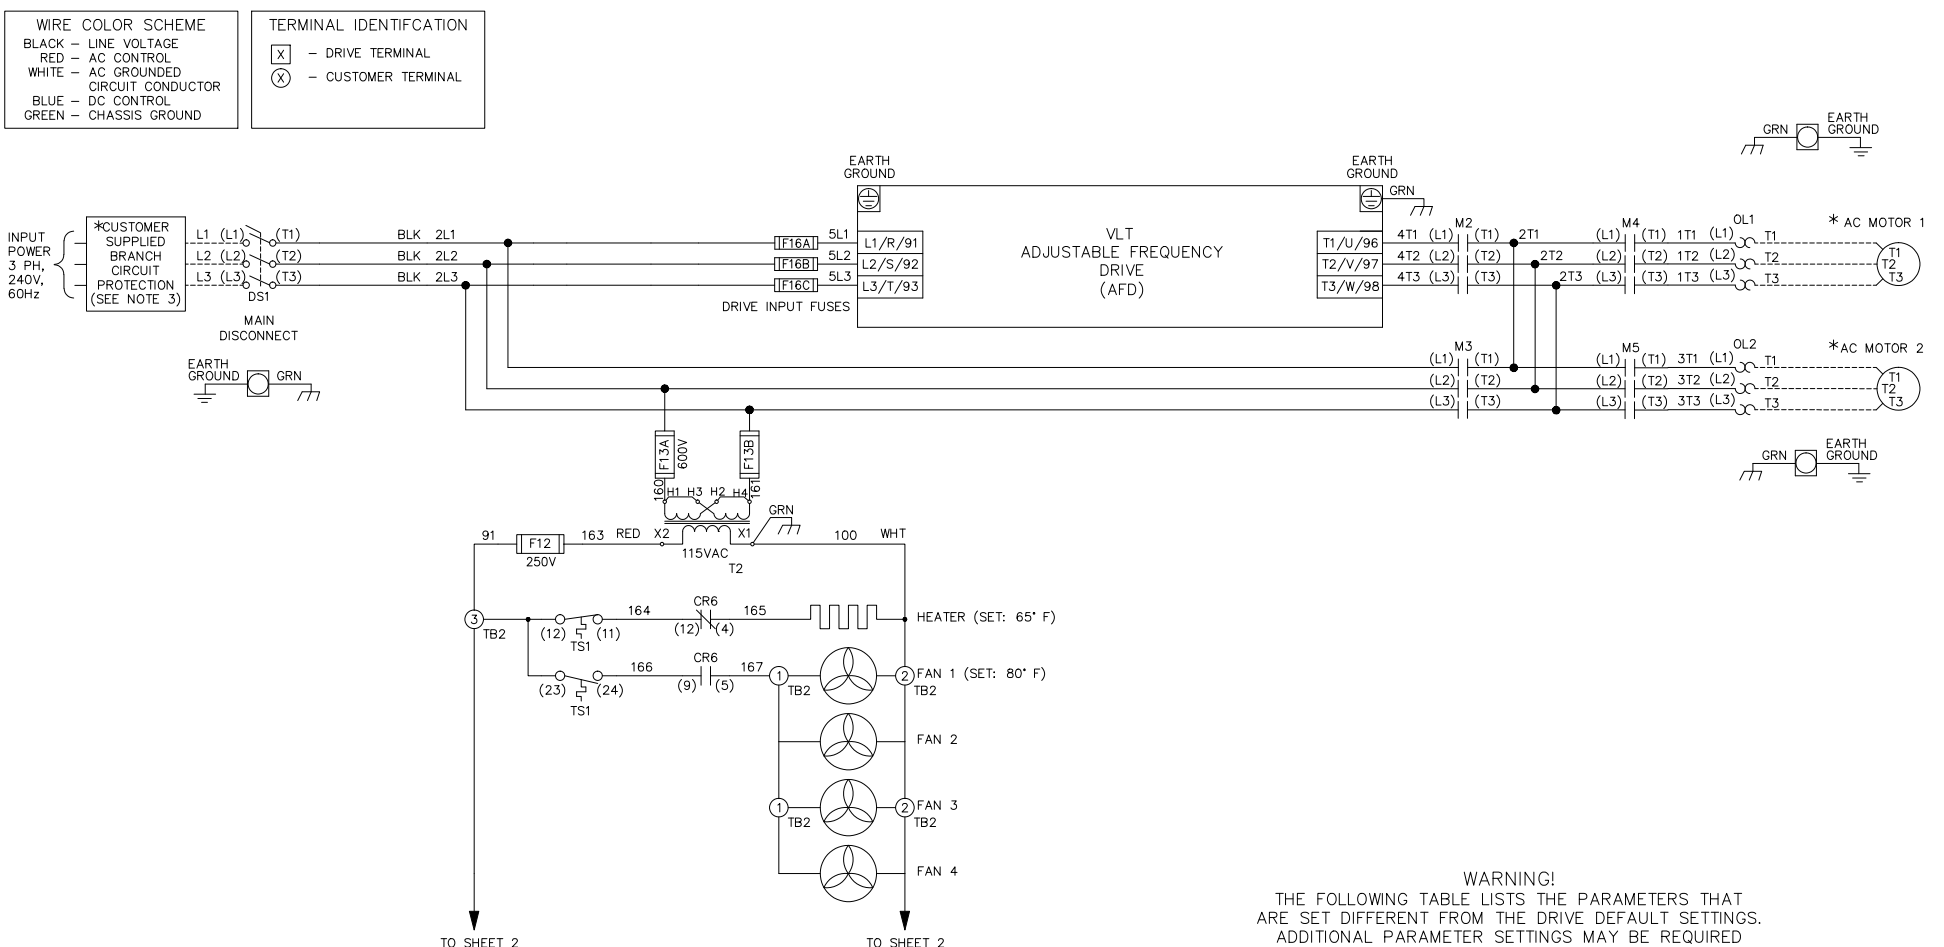 WIRE COLOR SCHEME
BLACK – LINE VOLTAGE
RED – AC CONTROL
WHITE – AC GROUNDED
CIRCUIT CONDUCTOR
BLUE – DC CONTROL
GREEN – CHASSIS GROUND
TERMINAL IDENTIFCATION
X – DRIVE TERMINAL
X – CUSTOMER TERMINAL
GRN
EARTH
GROUND
EARTH
GROUND
EARTH
GROUND
GRN
INPUT
POWER
3 PH,
240V,
60Hz
*CUSTOMER
SUPPLIED
BRANCH
CIRCUIT
PROTECTION
(SEE NOTE 3)
L1 (L1) (T1) BLK 2L1 F16A 5L1 L1/R/91
L2 (L2) (T2) BLK 2L2 F16B 5L2 L2/S/92
L3 (L3) (T3) BLK 2L3 F16C 5L3 L3/T/93
DS1
MAIN
DISCONNECT
DRIVE INPUT FUSES
VLT
ADJUSTABLE FREQUENCY
DRIVE
(AFD)
M2 M4 OL1 * AC MOTOR 1
T1/U/96 4T1 (L1) (T1) 2T1 (L1) (T1) 1T1 (L1) T1 T1
T2/V/97 4T2 (L2) (T2) 2T2 (L2) (T2) 1T2 (L2) T2 T2
T3/W/98 4T3 (L3) (T3) 2T3 (L3) (T3) 1T3 (L3) T3 T3
EARTH
GROUND GRN
M3 M5 OL2 *AC MOTOR 2
(L1) (T1) (L1) (T1) 3T1 (L1) T1 T1
(L2) (T2) (L2) (T2) 3T2 (L2) T2 T2
(L3) (T3) (L3) (T3) 3T3 (L3) T3 T3
GRN
EARTH
GROUND
F13A
600V
F13B
160 H1 H3 H2 H4 161
GRN
91 F12 163 RED X2 X1 100 WHT
250V
115VAC
T2
3
TB2
164 CR6 165 HEATER (SET: 65° F)
(12) (11) (12) (4)
TS1
166 CR6 167 1 2 FAN 1 (SET: 80° F)
(23) (24) (9) (5) TB2 TB2
TS1
FAN 2
1 2 FAN 3
TB2 TB2
FAN 4
TO SHEET 2
TO SHEET 2
WARNING!
THE FOLLOWING TABLE LISTS THE PARAMETERS THAT
ARE SET DIFFERENT FROM THE DRIVE DEFAULT SETTINGS.
ADDITIONAL PARAMETER SETTINGS MAY BE REQUIRED